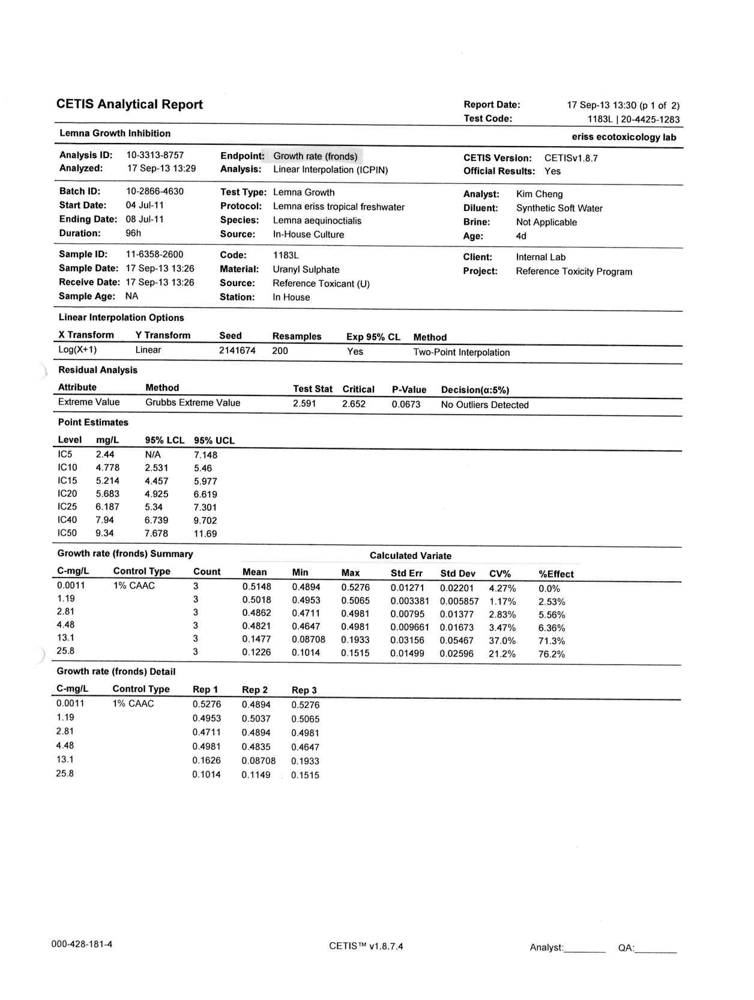 CETIS Analytical Report
Report Date: 17 Sep-13 13:30 (p 1 of 2)
Test Code: 1183L | 20-4425-1283
Lemna Growth Inhibition eriss ecotoxicology lab
Analysis ID: 10-3313-8757 Endpoint: Growth rate (fronds) CETIS Version: CETISv1.8.7
Analyzed: 17 Sep-13 13:29 Analysis: Linear Interpolation (ICPIN) Official Results: Yes
Batch ID: 10-2866-4630 Test Type: Lemna Growth Analyst: Kim Cheng
Start Date: 04 Jul-11 Protocol: Lemna eriss tropical freshwater Diluent: Synthetic Soft Water
Ending Date: 08 Jul-11 Species: Lemna aequinoctialis Brine: Not Applicable
Duration: 96h Source: In-House Culture Age: 4d
Sample ID: 11-6358-2600 Code: 1183L Client: Internal Lab
Sample Date: 17 Sep-13 13:26 Material: Uranyl Sulphate Project: Reference Toxicity Program
Receive Date: 17 Sep-13 13:26 Source: Reference Toxicant (U)
Sample Age: NA Station: In House
Linear Interpolation Options
X Transform Y Transform Seed Resamples Exp 95% CL Method
Log(X+1) Linear 2141674 200 Yes Two-Point Interpolation
Residual Analysis
Attribute Method Test Stat Critical P-Value Decision(α:5%)
Extreme Value Grubbs Extreme Value 2.591 2.652 0.0673 No Outliers Detected
Point Estimates
Level mg/L 95% LCL 95% UCL
IC5 2.44 N/A 7.148
IC10 4.778 2.531 5.46
IC15 5.214 4.457 5.977
IC20 5.683 4.925 6.619
IC25 6.187 5.34 7.301
IC40 7.94 6.739 9.702
IC50 9.34 7.678 11.69
Growth rate (fronds) Summary Calculated Variate
C-mg/L Control Type Count Mean Min Max Std Err Std Dev CV% %Effect
0.0011 1% CAAC 3 0.5148 0.4894 0.5276 0.01271 0.02201 4.27% 0.0%
1.19 3 0.5018 0.4953 0.5065 0.003381 0.005857 1.17% 2.53%
2.81 3 0.4862 0.4711 0.4981 0.00795 0.01377 2.83% 5.56%
4.48 3 0.4821 0.4647 0.4981 0.009661 0.01673 3.47% 6.36%
13.1 3 0.1477 0.08708 0.1933 0.03156 0.05467 37.0% 71.3%
25.8 3 0.1226 0.1014 0.1515 0.01499 0.02596 21.2% 76.2%
Growth rate (fronds) Detail
C-mg/L Control Type Rep 1 Rep 2 Rep 3
0.0011 1% CAAC 0.5276 0.4894 0.5276
1.19 0.4953 0.5037 0.5065
2.81 0.4711 0.4894 0.4981
4.48 0.4981 0.4835 0.4647
13.1 0.1626 0.08708 0.1933
25.8 0.1014 0.1149 0.1515
000-428-181-4 CETIS™ v1.8.7.4 Analyst:________ QA:________